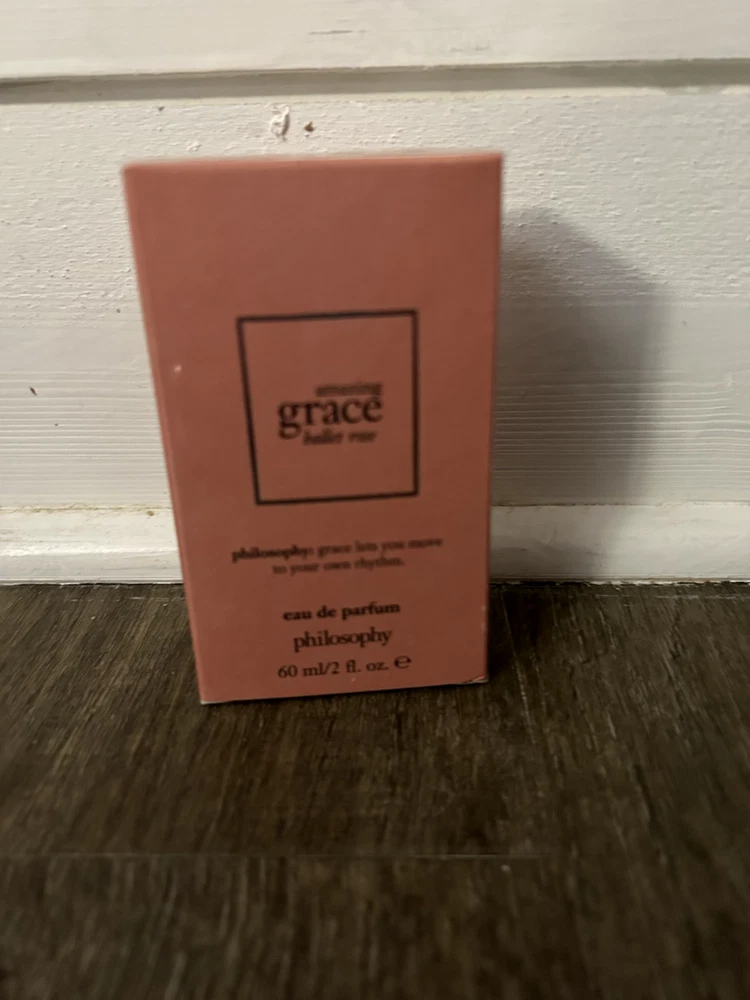 amazing
grace
ballet rose
philosophy: grace lets you move
to your own rhythm.
eau de parfum
philosophy
60 ml/2 fl. oz. ℮